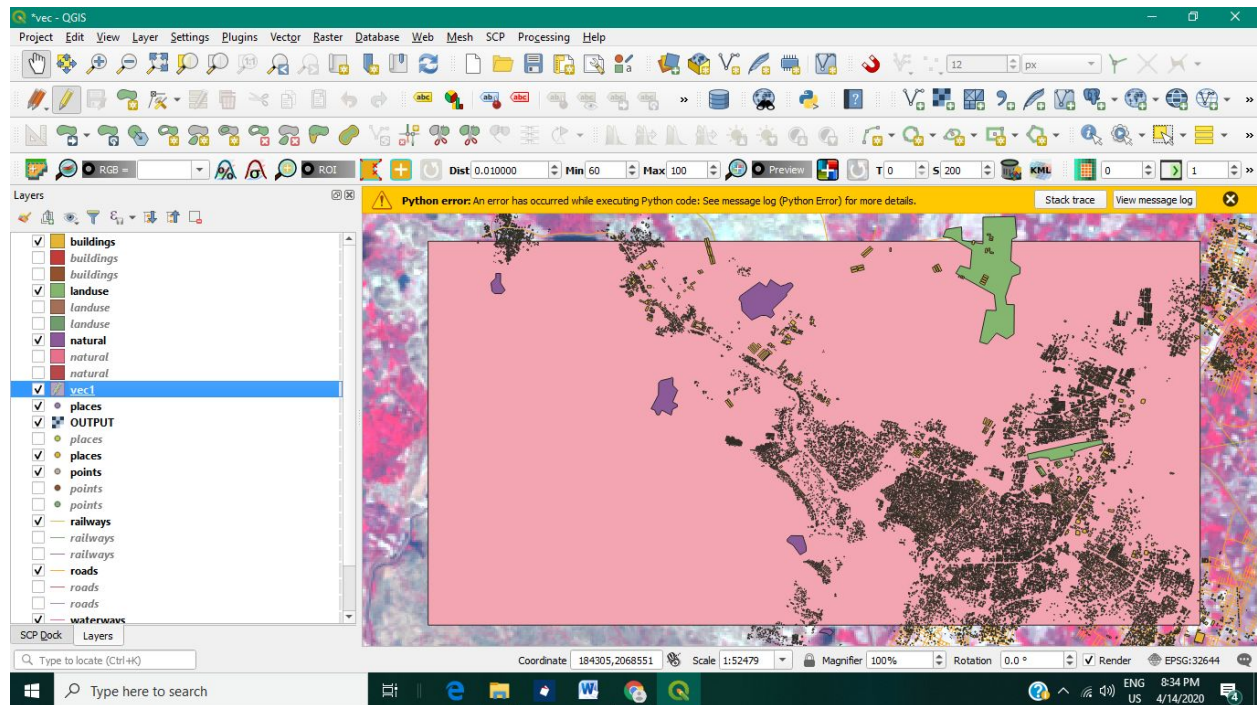 *vec - QGIS
Project Edit View Layer Settings Plugins Vector Raster Database Web Mesh SCP Processing Help
12 px
abc abc abc
RGB = ROI Dist 0.010000 Min 60 Max 100 Preview T 0 S 200 KML 0 1
Layers
Python error: An error has occurred while executing Python code: See message log (Python Error) for more details. Stack trace View message log
buildings
buildings
buildings
landuse
landuse
landuse
natural
natural
natural
vec1
places
OUTPUT
places
places
points
points
points
railways
railways
railways
roads
roads
roads
waterways
SCP Dock Layers
Type to locate (Ctrl+K) Coordinate 184305,2068551 Scale 1:52479 Magnifier 100% Rotation 0.0 ° Render EPSG:32644
Type here to search
ENG 8:34 PM
US 4/14/2020 4